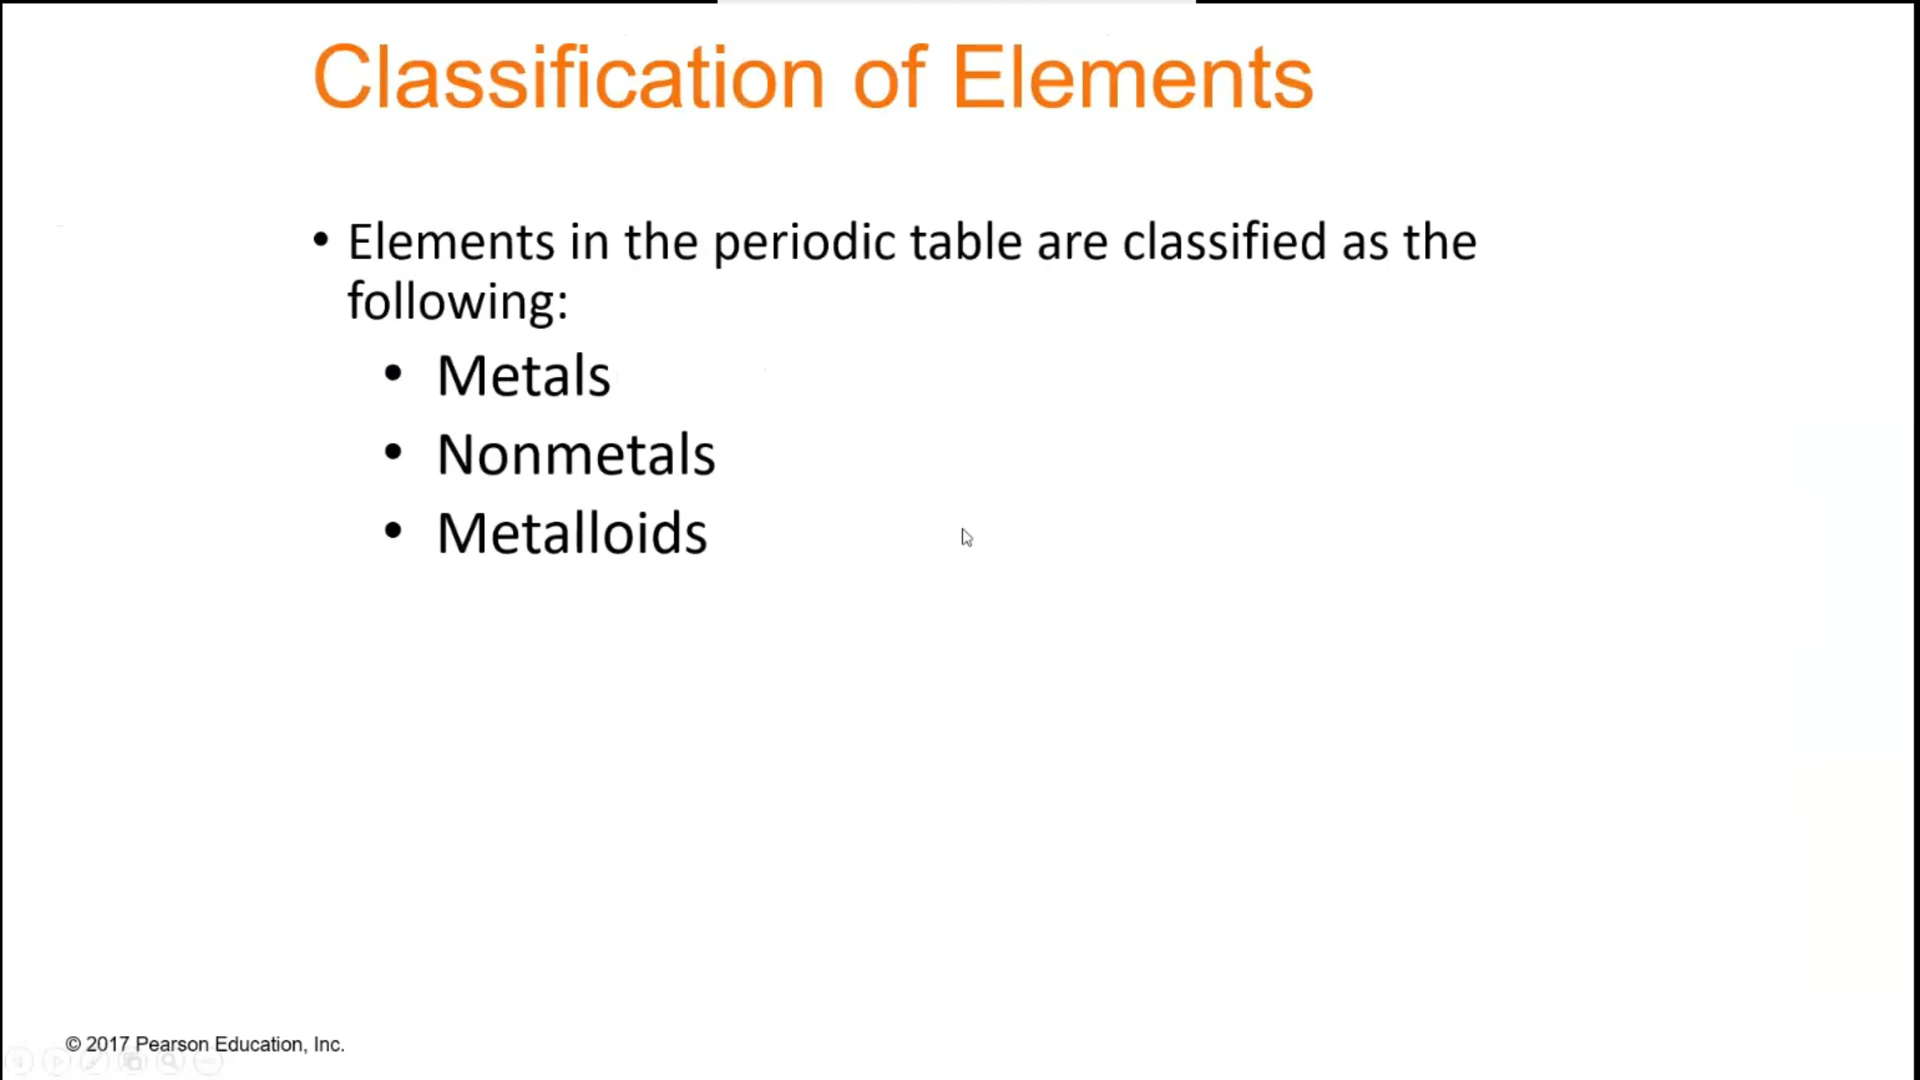 Classification of Elements
• Elements in the periodic table are classified as the
following:
• Metals
• Nonmetals
• Metalloids
© 2017 Pearson Education, Inc.